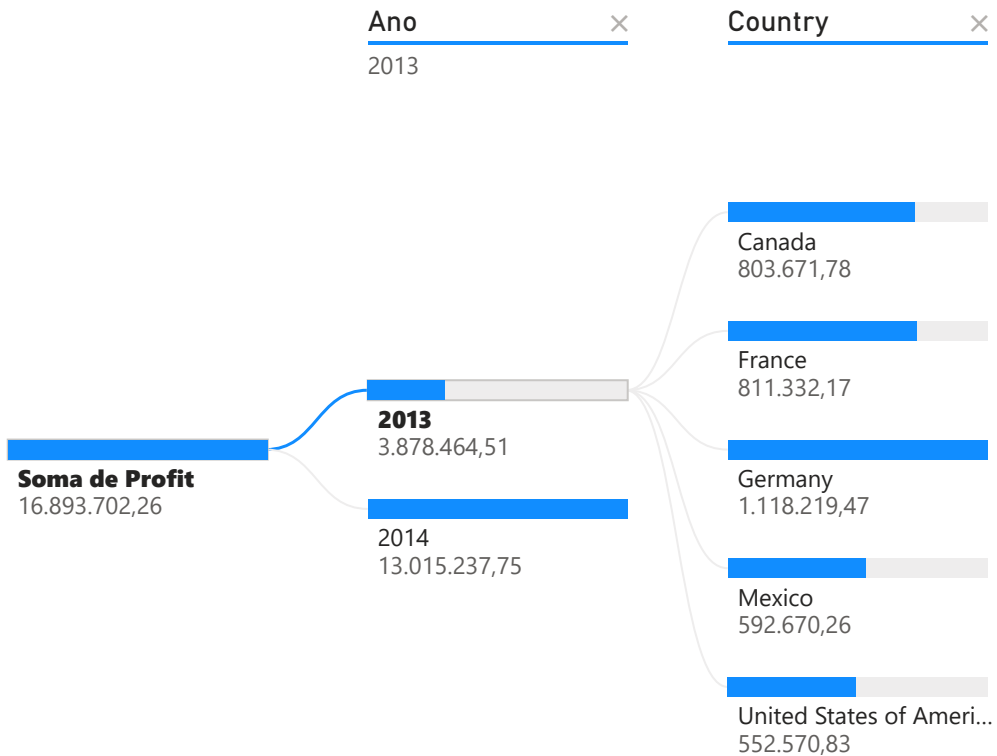 Ano
2013
Country
Canada
803.671,78
France
811.332,17
2013
3.878.464,51
Soma de Profit
16.893.702,26
Germany
1.118.219,47
2014
13.015.237,75
Mexico
592.670,26
United States of Ameri...
552.570,83